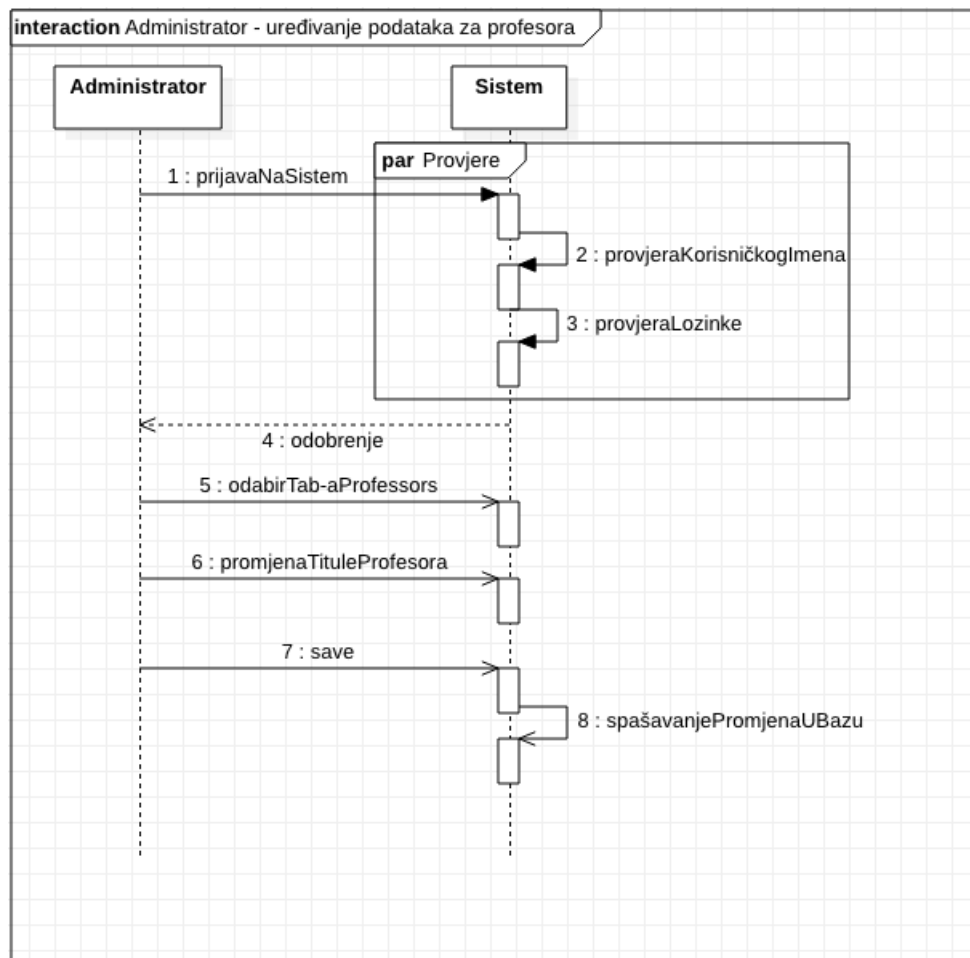 interaction Administrator - uređivanje podataka za profesora
Administrator
Sistem
par Provjere
1 : prijavaNaSistem
2 : provjeraKorisničkogImena
3 : provjeraLozinke
4 : odobrenje
5 : odabirTab-aProfessors
6 : promjenaTituleProfesora
7 : save
8 : spašavanjePromjenaUBazu